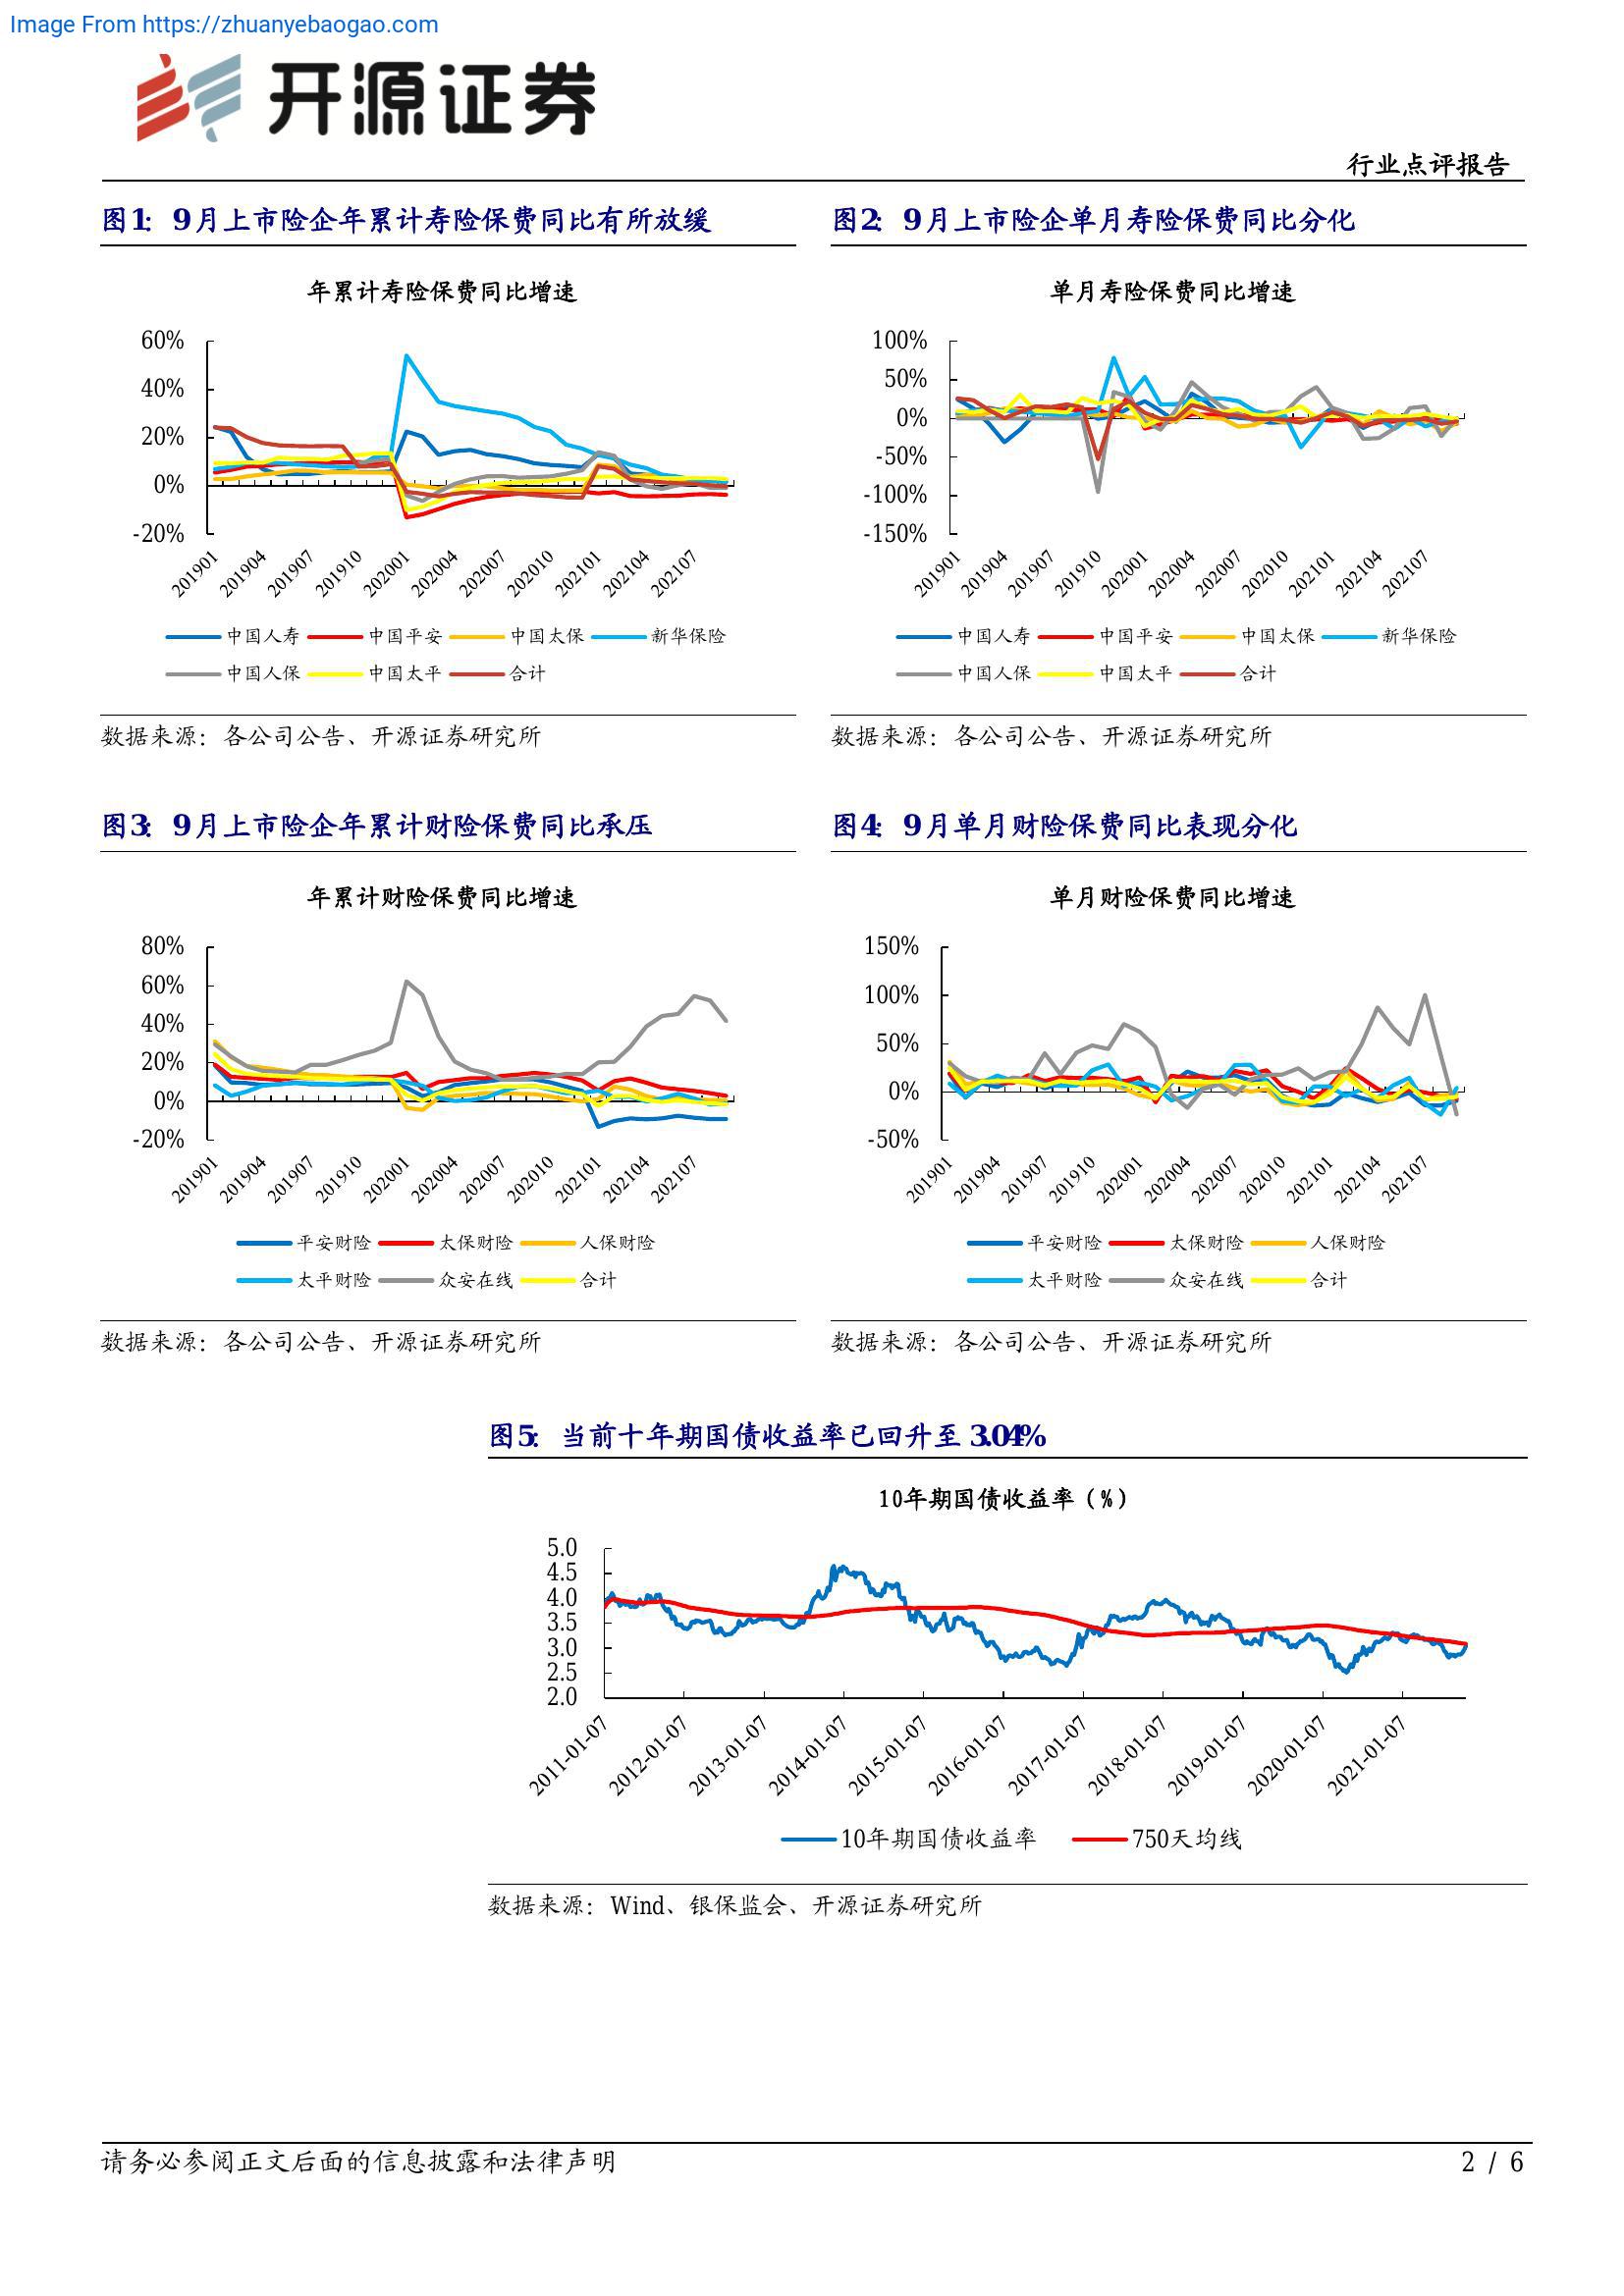 Image From https://zhuanyebaogao.com
开源证券
行业点评报告
图1： 9月上市险企年累计寿险保费同比有所放缓
年累计寿险保费同比增速
60%
40%
20%
0%
-20%
201901 201904 201907 201910 202001 202004 202007 202010 202101 202104 202107
中国人寿 中国平安 中国太保 新华保险
中国人保 中国太平 合计
数据来源：各公司公告、开源证券研究所
图2： 9月上市险企单月寿险保费同比分化
单月寿险保费同比增速
100%
50%
0%
-50%
-100%
-150%
201901 201904 201907 201910 202001 202004 202007 202010 202101 202104 202107
中国人寿 中国平安 中国太保 新华保险
中国人保 中国太平 合计
数据来源：各公司公告、开源证券研究所
图3： 9月上市险企年累计财险保费同比承压
年累计财险保费同比增速
80%
60%
40%
20%
0%
-20%
201901 201904 201907 201910 202001 202004 202007 202010 202101 202104 202107
平安财险 太保财险 人保财险
太平财险 众安在线 合计
数据来源：各公司公告、开源证券研究所
图4： 9月单月财险保费同比表现分化
单月财险保费同比增速
150%
100%
50%
0%
-50%
201901 201904 201907 201910 202001 202004 202007 202010 202101 202104 202107
平安财险 太保财险 人保财险
太平财险 众安在线 合计
数据来源：各公司公告、开源证券研究所
图5： 当前十年期国债收益率已回升至 3.04%
10年期国债收益率（%）
5.0
4.5
4.0
3.5
3.0
2.5
2.0
2011-01-07 2012-01-07 2013-01-07 2014-01-07 2015-01-07 2016-01-07 2017-01-07 2018-01-07 2019-01-07 2020-01-07 2021-01-07
10年期国债收益率 750天均线
数据来源：Wind、银保监会、开源证券研究所
请务必参阅正文后面的信息披露和法律声明
2 / 6